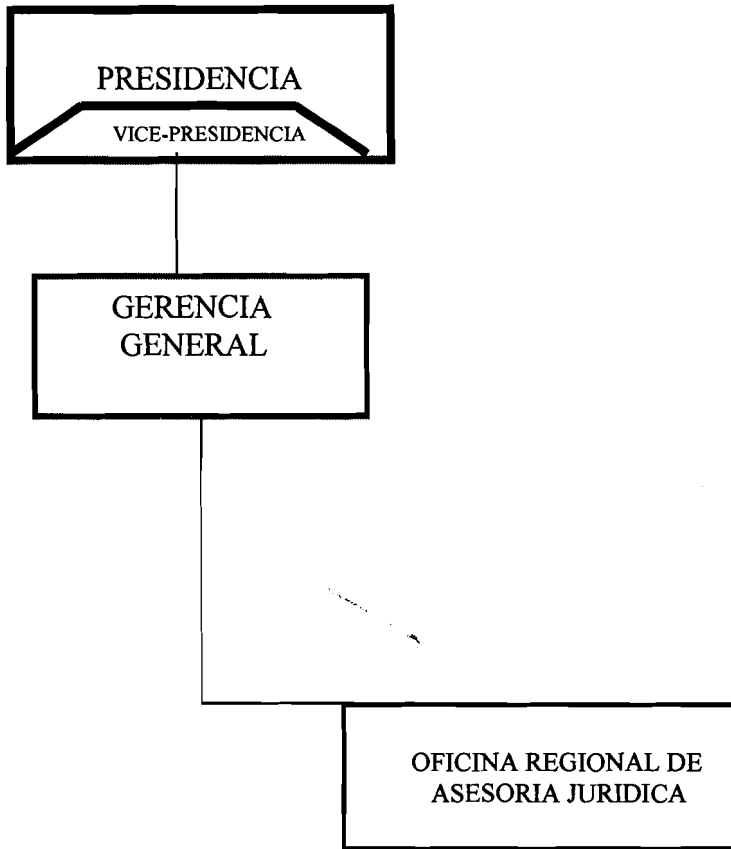 PRESIDENCIA
VICE-PRESIDENCIA
GERENCIA
GENERAL
OFICINA REGIONAL DE
ASESORIA JURIDICA